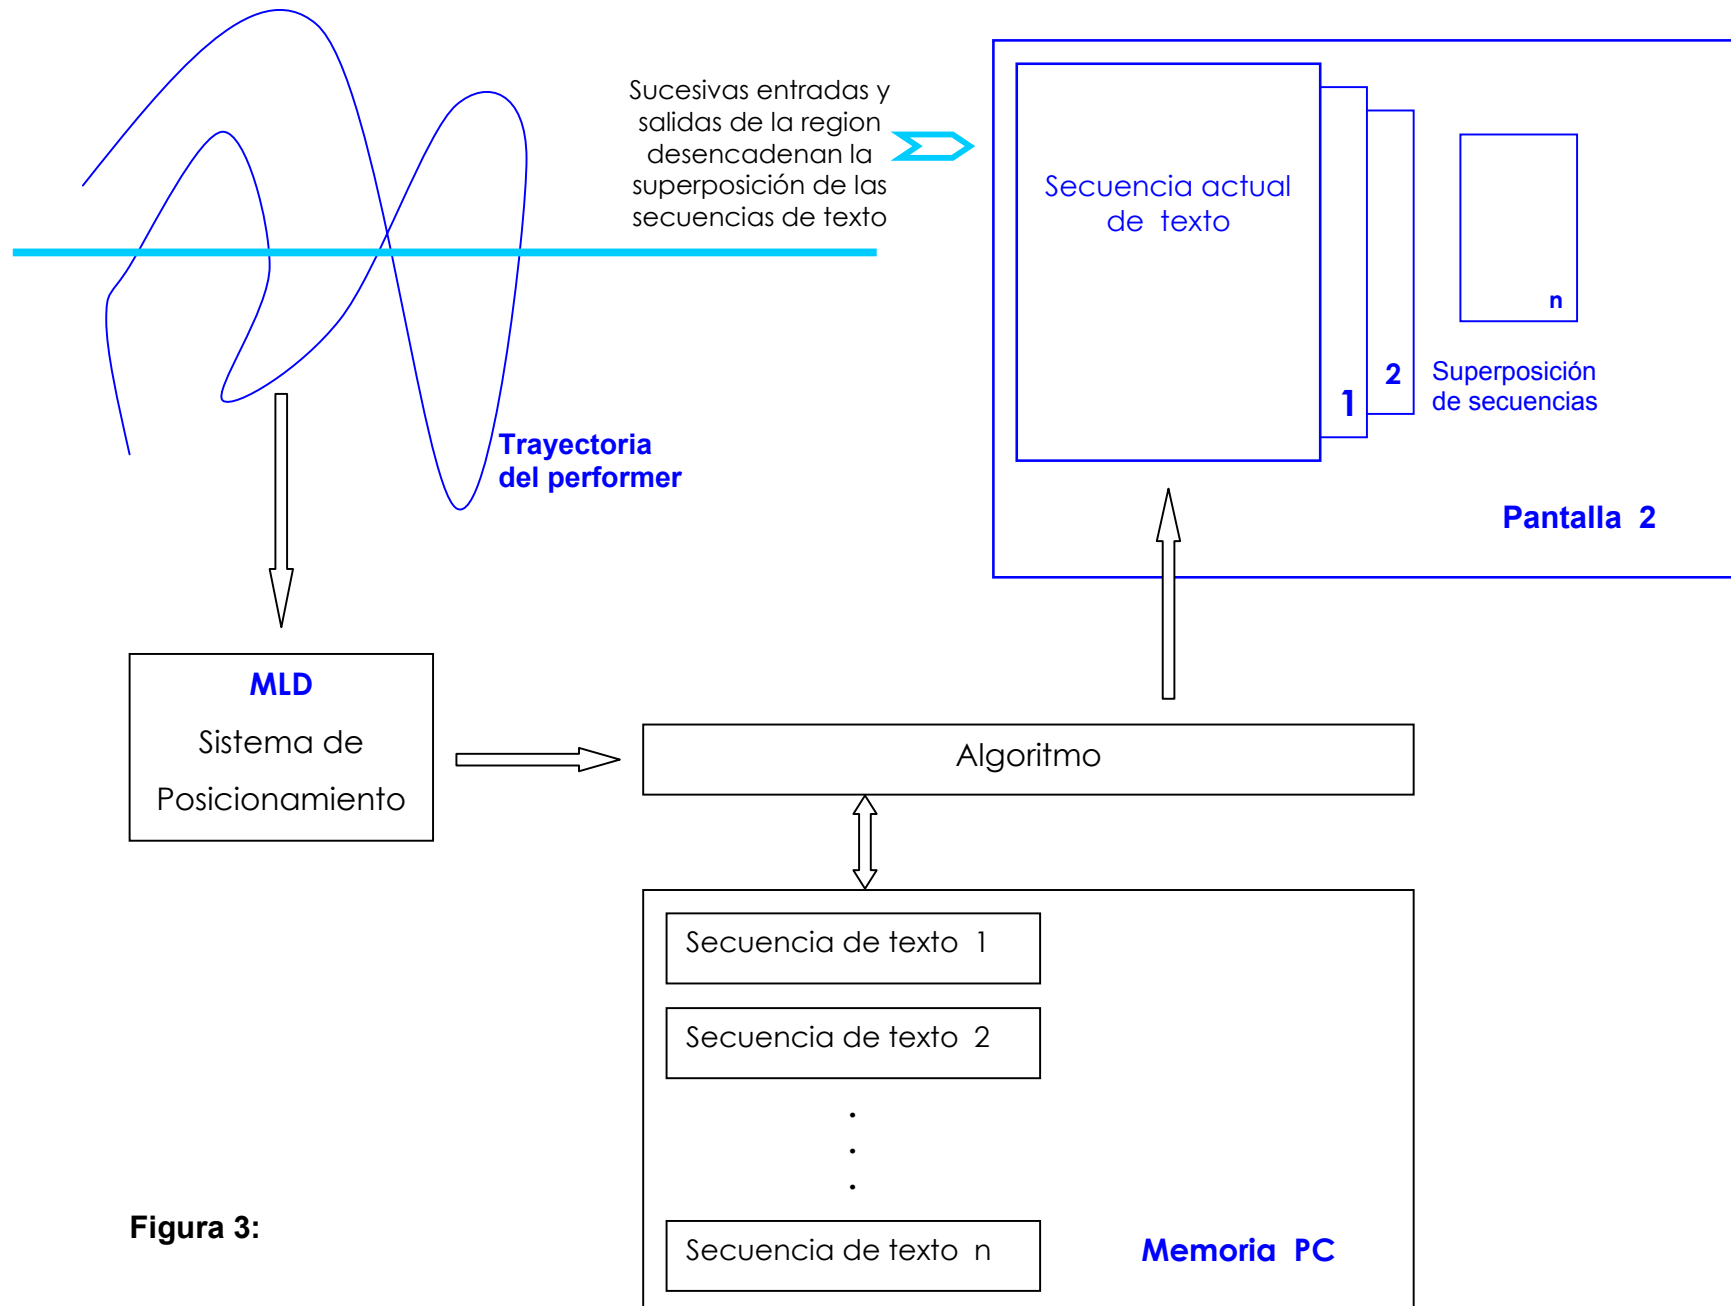 Sucesivas entradas y
salidas de la region
desencadenan la
superposición de las
secuencias de texto
Secuencia actual
de texto
n
1
2
Superposición
de secuencias
Trayectoria
del performer
Pantalla 2
MLD
Sistema de
Posicionamiento
Algoritmo
Secuencia de texto 1
Secuencia de texto 2
.
.
.
Secuencia de texto n
Memoria PC
Figura 3: